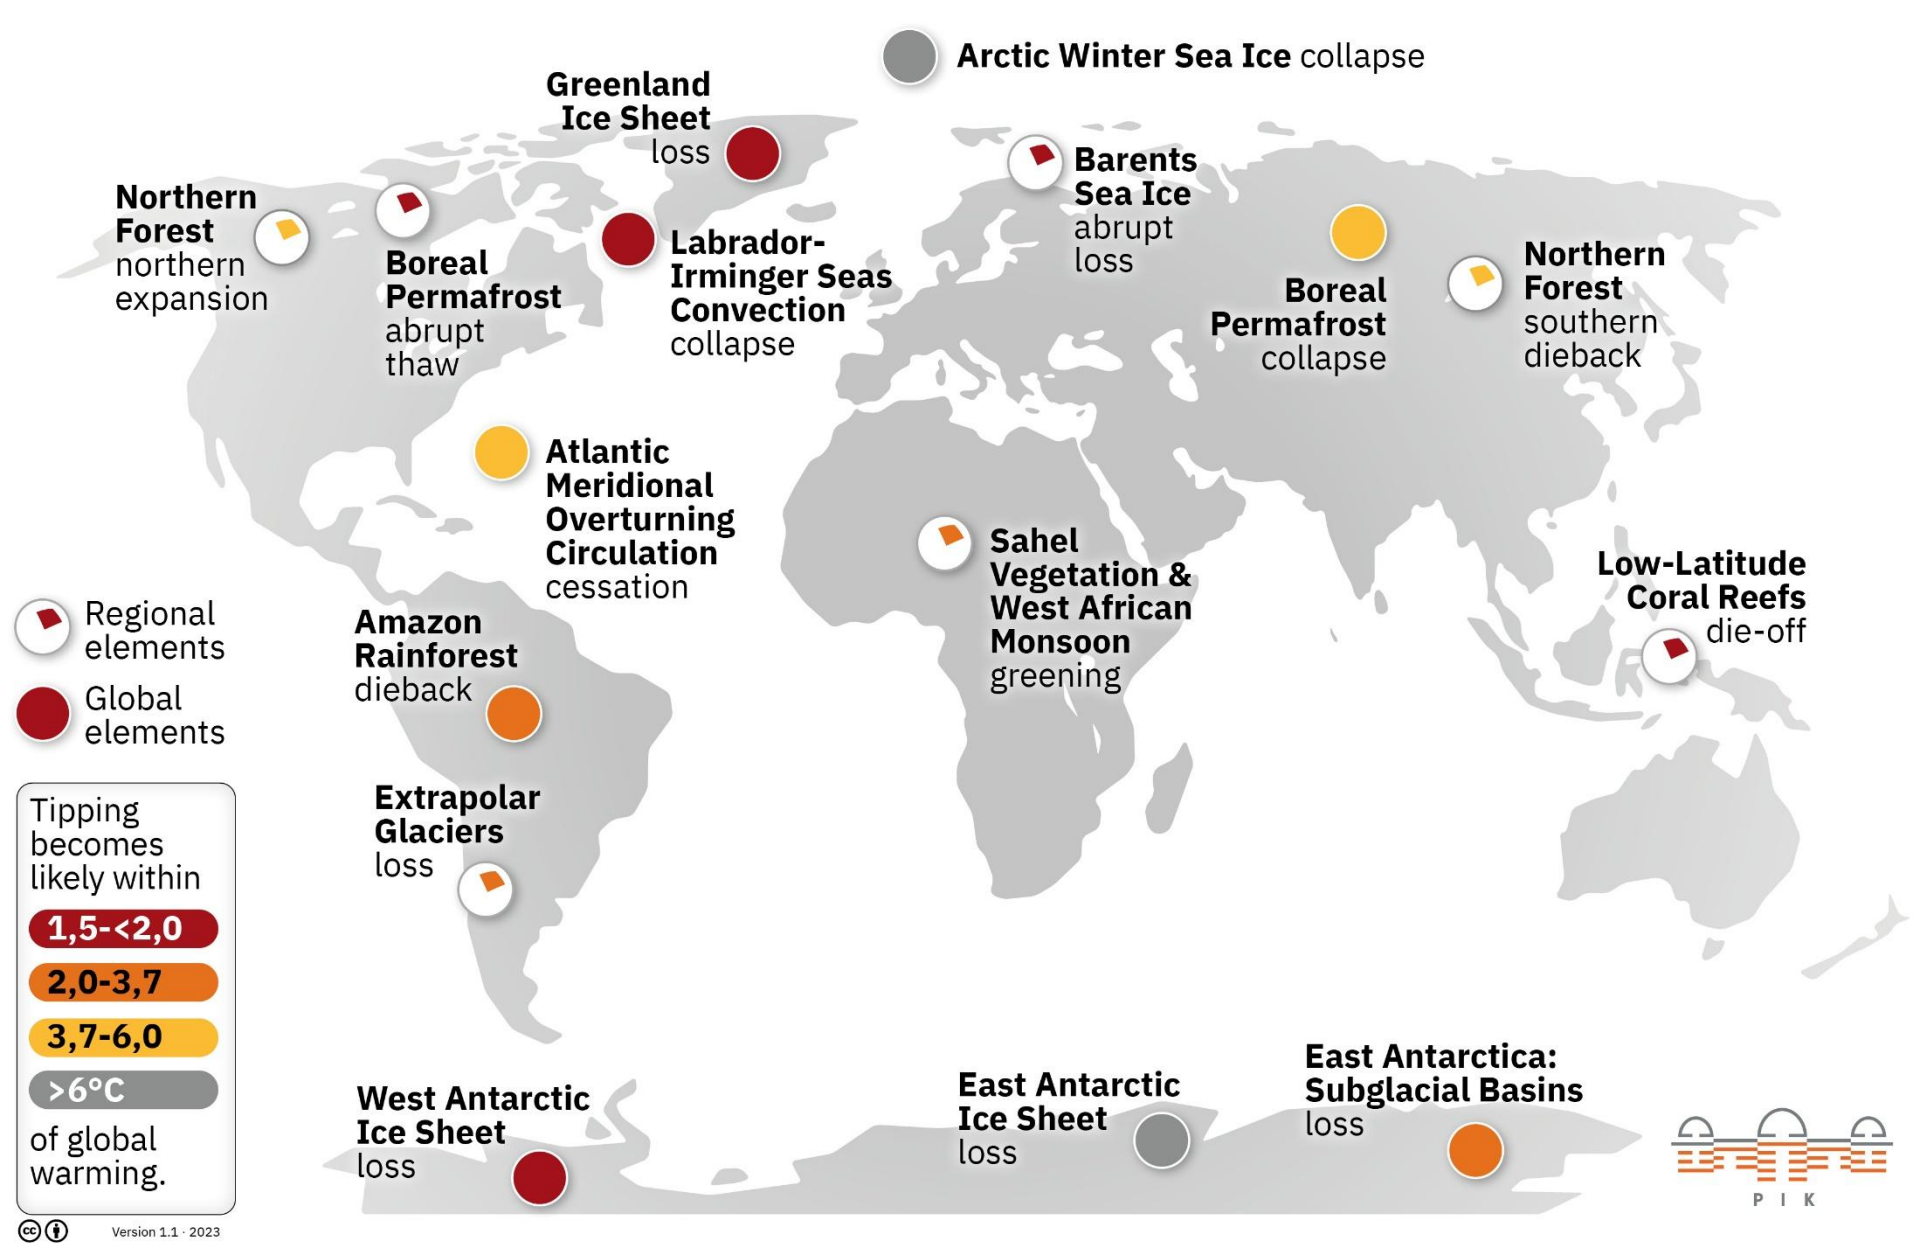 Arctic Winter Sea Ice collapse
Greenland
Ice Sheet
loss
Barents
Sea Ice
abrupt
loss
Northern
Forest
northern
expansion
Boreal
Permafrost
abrupt
thaw
Labrador-
Irminger Seas
Convection
collapse
Boreal
Permafrost
collapse
Northern
Forest
southern
dieback
Atlantic
Meridional
Overturning
Circulation
cessation
Sahel
Vegetation &
West African
Monsoon
greening
Low-Latitude
Coral Reefs
die-off
Amazon
Rainforest
dieback
Extrapolar
Glaciers
loss
Regional
elements
Global
elements
Tipping
becomes
likely within
1,5-<2,0
2,0-3,7
3,7-6,0
>6°C
of global
warming.
West Antarctic
Ice Sheet
loss
East Antarctic
Ice Sheet
loss
East Antarctica:
Subglacial Basins
loss
P I K
cc
Version 1.1 · 2023